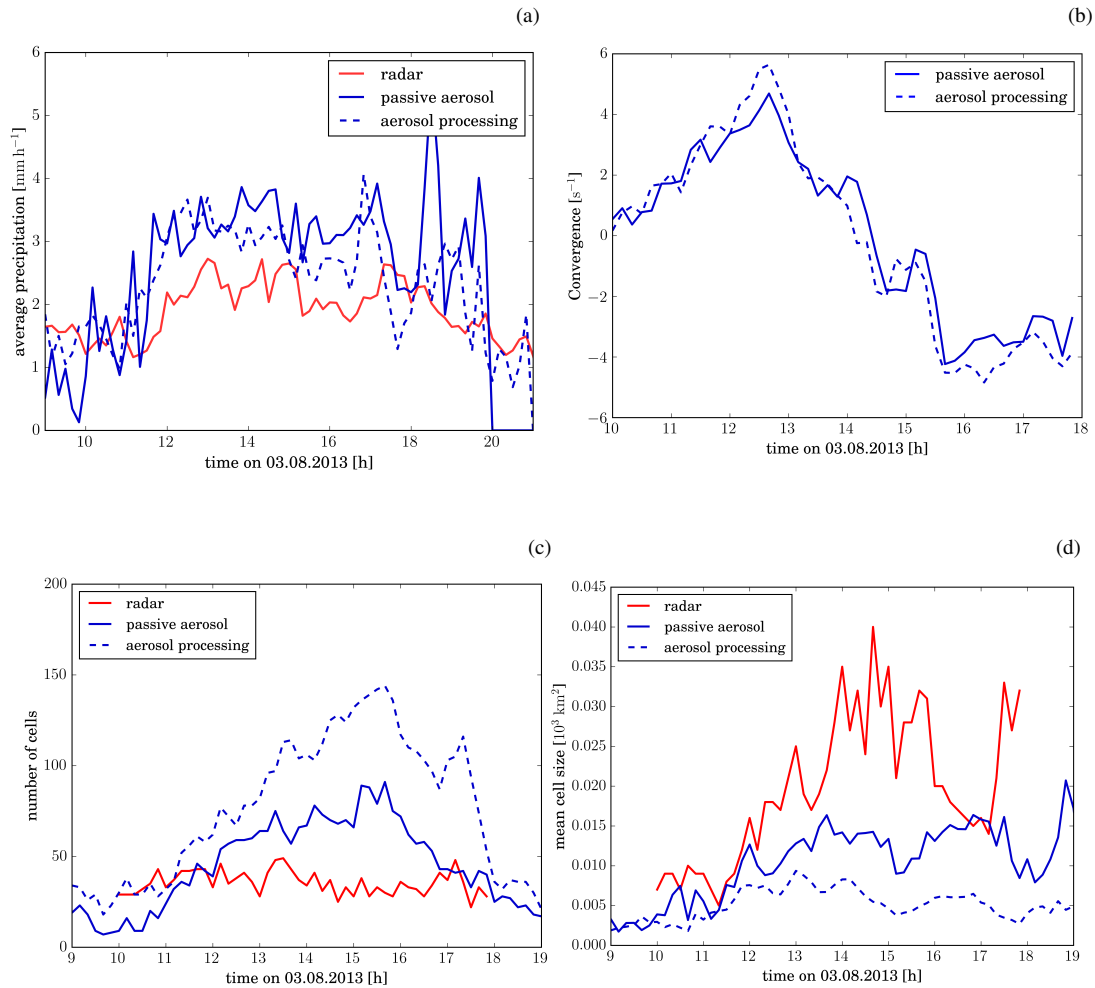 (a)
6
5
4
3
2
1
0
average precipitation [mm h⁻¹]
radar
passive aerosol
aerosol processing
10 12 14 16 18 20
time on 03.08.2013 [h]
(b)
6
4
2
0
−2
−4
−6
Convergence [s⁻¹]
passive aerosol
aerosol processing
10 11 12 13 14 15 16 17 18
time on 03.08.2013 [h]
(c)
200
150
100
50
0
number of cells
radar
passive aerosol
aerosol processing
9 10 11 12 13 14 15 16 17 18 19
time on 03.08.2013 [h]
(d)
0.045
0.040
0.035
0.030
0.025
0.020
0.015
0.010
0.005
0.000
mean cell size [10³ km²]
radar
passive aerosol
aerosol processing
9 10 11 12 13 14 15 16 17 18 19
time on 03.08.2013 [h]